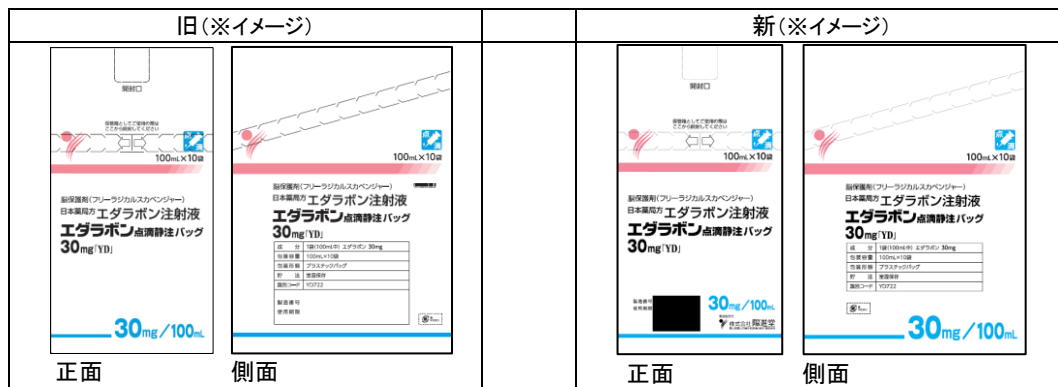 旧(※イメージ)
新(※イメージ)
開封口
保管箱としてご使用の際は
ここから開封してください
点滴
100mL×10袋
脳保護剤(フリーラジカルスカベンジャー)
日本薬局方エダラボン注射液
エダラボン点滴静注バッグ
30mg「YD」
30mg/100mL
正面
点滴
100mL×10袋
脳保護剤(フリーラジカルスカベンジャー)
日本薬局方エダラボン注射液
エダラボン点滴静注バッグ
30mg「YD」
成 分 1袋(100mL中) エダラボン 30mg
包装容量 100mL×10袋
包装形態 プラスチックバッグ
貯 法 室温保存
識別コード YD722
製造番号
使用期限
側面
開封口
保管箱としてご使用の際は
ここから開封してください
点滴
100mL×10袋
脳保護剤(フリーラジカルスカベンジャー)
日本薬局方エダラボン注射液
エダラボン点滴静注バッグ
30mg「YD」
製造番号
使用期限
30mg/100mL
株式会社 陽進堂
正面
点滴
100mL×10袋
脳保護剤(フリーラジカルスカベンジャー)
日本薬局方エダラボン注射液
エダラボン点滴静注バッグ
30mg「YD」
成 分 1袋(100mL中) エダラボン 30mg
包装容量 100mL×10袋
包装形態 プラスチックバッグ
貯 法 室温保存
識別コード YD722
30mg/100mL
側面